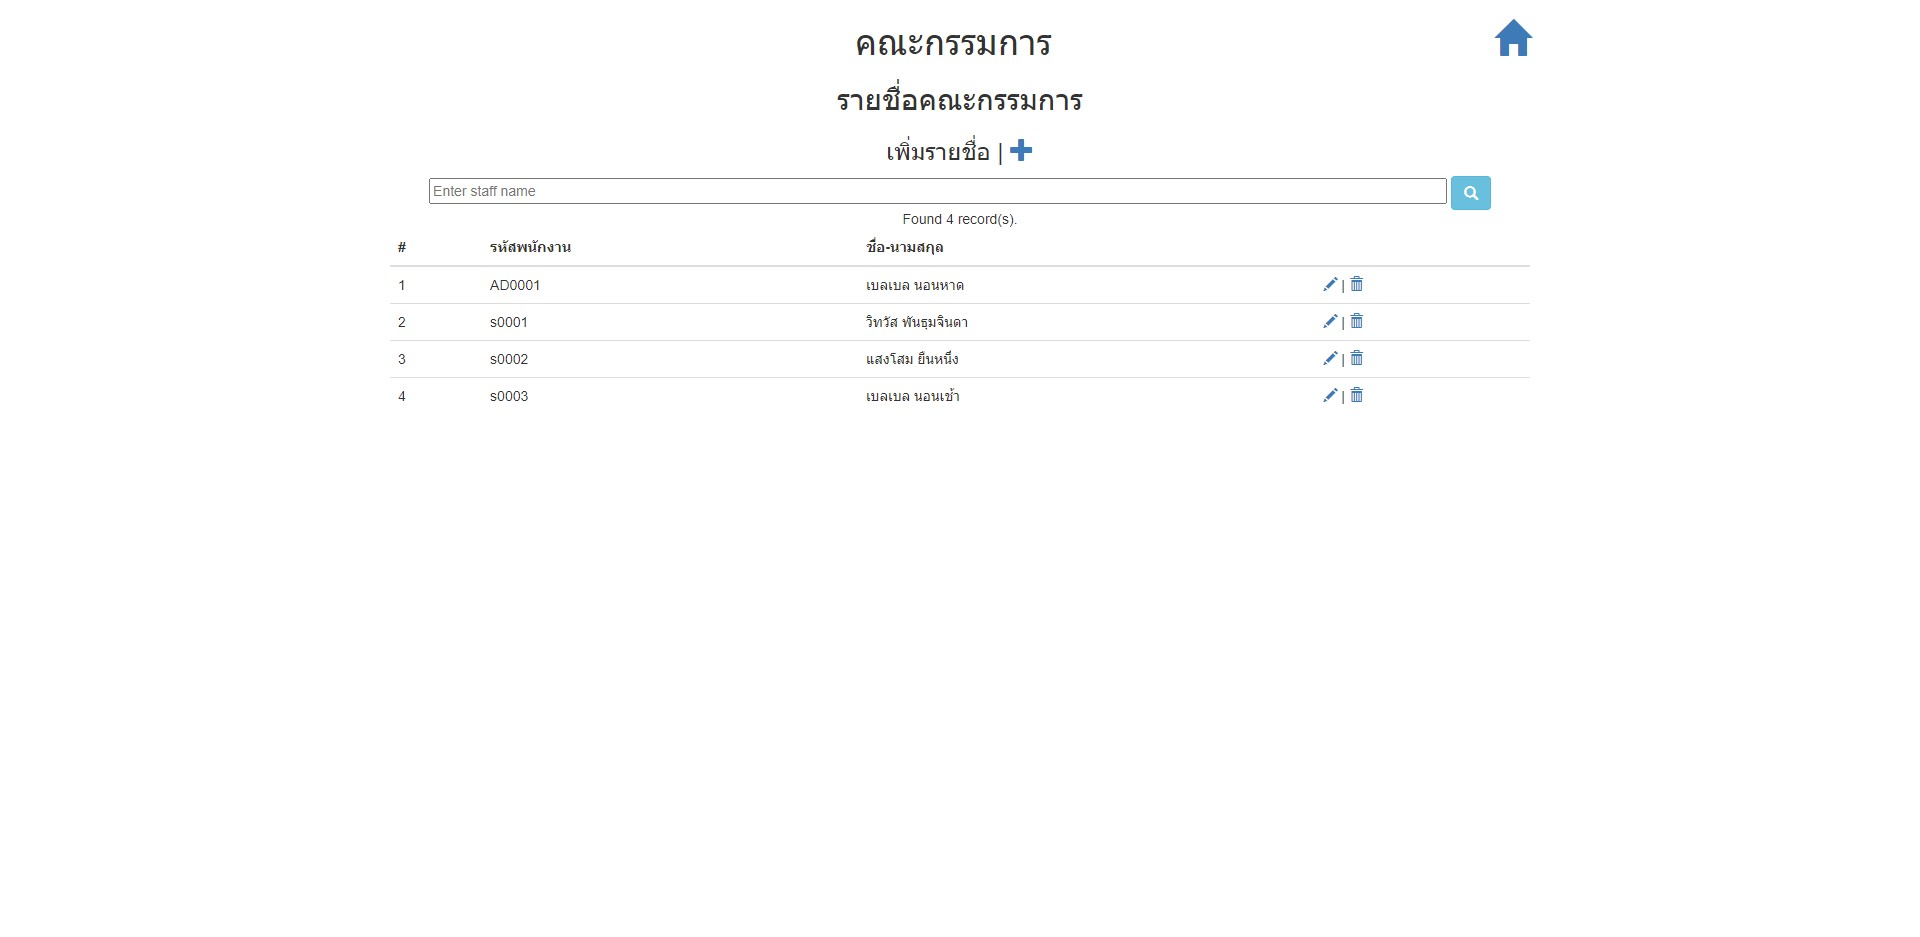 คณะกรรมการ
รายชื่อคณะกรรมการ
เพิ่มรายชื่อ |
Enter staff name
Found 4 record(s).
# รหัสพนักงาน ชื่อ-นามสกุล
1 AD0001 เบลเบล นอนหาด |
2 s0001 วิทวัส พันธุมจินดา |
3 s0002 แสงโสม ยืนหนึ่ง |
4 s0003 เบลเบล นอนเช้า |